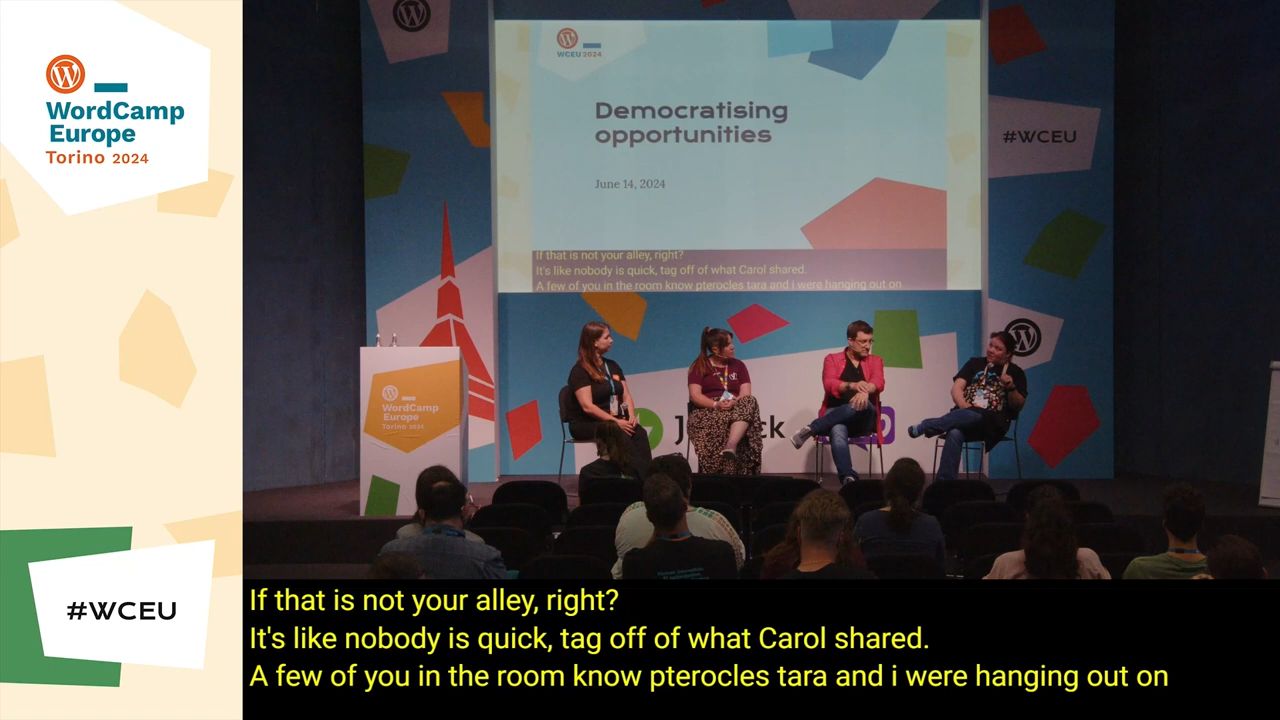 WordCamp
Europe
Torino 2024
#WCEU
WCEU 2024
Democratising
opportunities
June 14, 2024
If that is not your alley, right?
It's like nobody is quick, tag off of what Carol shared.
A few of you in the room know pterocles tara and i were hanging out on
#WCEU
WordCamp
Europe
Torino 2024
If that is not your alley, right?
It's like nobody is quick, tag off of what Carol shared.
A few of you in the room know pterocles tara and i were hanging out on